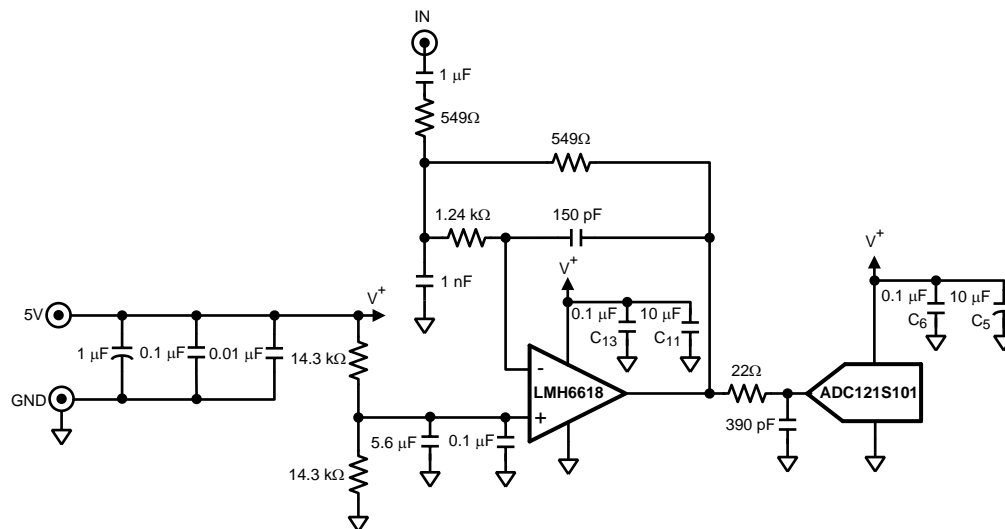 IN
1 μF
549Ω
549Ω
1.24 kΩ
150 pF
1 nF
V+
V+
V+
5V
0.1 μF
10 μF
0.1 μF
10 μF
C13
C11
C6
C5
1 μF
0.1 μF
0.01 μF
14.3 kΩ
-
LMH6618
22Ω
ADC121S101
GND
+
390 pF
5.6 μF
0.1 μF
14.3 kΩ